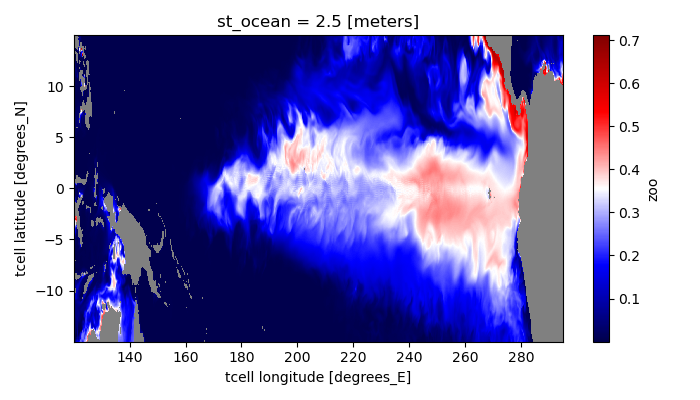 st_ocean = 2.5 [meters]
tcell latitude [degrees_N]
10
5
0
−5
−10
140 160 180 200 220 240 260 280
tcell longitude [degrees_E]
0.7
0.6
0.5
0.4
0.3
0.2
0.1
zoo